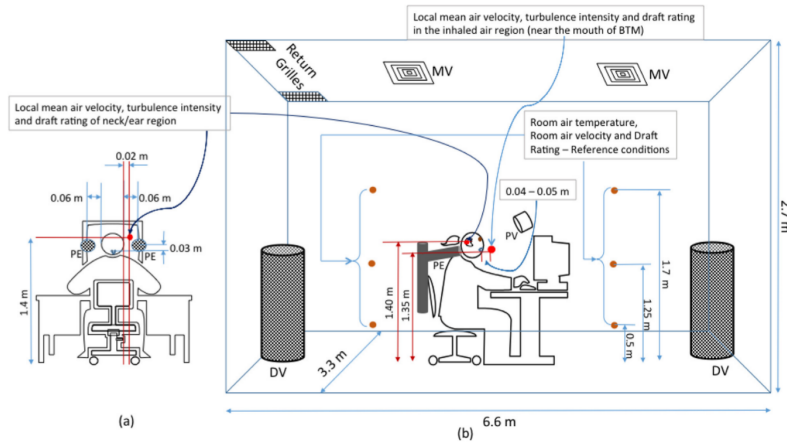 Local mean air velocity, turbulence intensity and draft rating
in the inhaled air region (near the mouth of BTM)
Return
Grilles
MV
MV
Local mean air velocity, turbulence intensity
and draft rating of neck/ear region
Room air temperature,
Room air velocity and Draft
Rating – Reference conditions
0.02 m
0.06 m
0.06 m
0.04 – 0.05 m
2.7 m
PV
PE
PE
0.03 m
PE
1.4 m
1.40 m
1.35 m
1.7 m
1.25 m
0.5 m
3.3 m
DV
DV
(a)
6.6 m
(b)